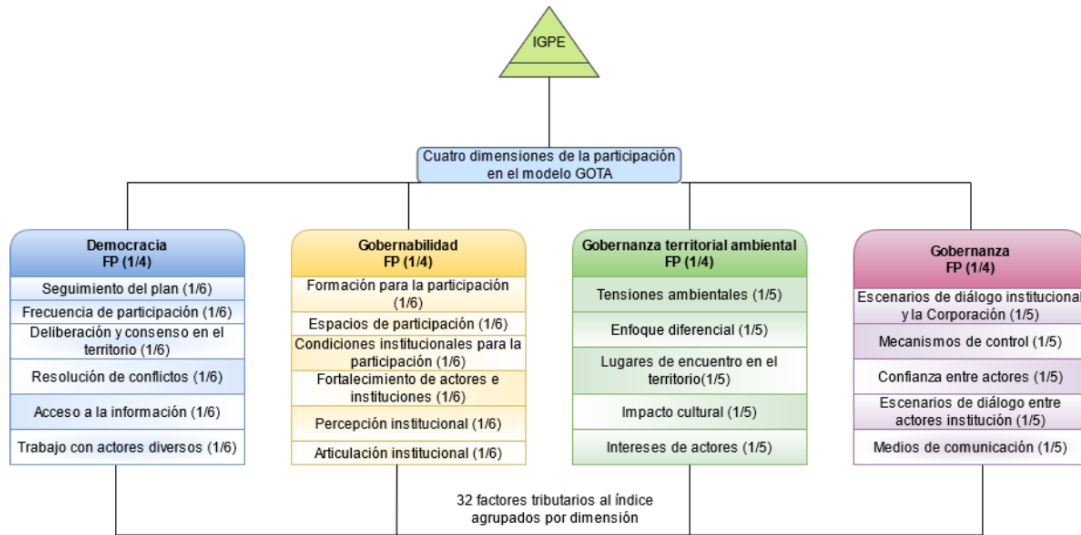 IGPE
Cuatro dimensiones de la participación
en el modelo GOTA
Democracia
FP (1/4)
Seguimiento del plan (1/6)
Frecuencia de participación (1/6)
Deliberación y consenso en el
territorio (1/6)
Resolución de conflictos (1/6)
Acceso a la información (1/6)
Trabajo con actores diversos (1/6)
Gobernabilidad
FP (1/4)
Formación para la participación
(1/6)
Espacios de participación (1/6)
Condiciones institucionales para la
participación (1/6)
Fortalecimiento de actores e
instituciones (1/6)
Percepción institucional (1/6)
Articulación institucional (1/6)
Gobernanza territorial ambiental
FP (1/4)
Tensiones ambientales (1/5)
Enfoque diferencial (1/5)
Lugares de encuentro en el
territorio(1/5)
Impacto cultural (1/5)
Intereses de actores (1/5)
Gobernanza
FP (1/4)
Escenarios de diálogo institucional
y la Corporación (1/5)
Mecanismos de control (1/5)
Confianza entre actores (1/5)
Escenarios de diálogo entre
actores institución (1/5)
Medios de comunicación (1/5)
32 factores tributarios al índice
agrupados por dimensión